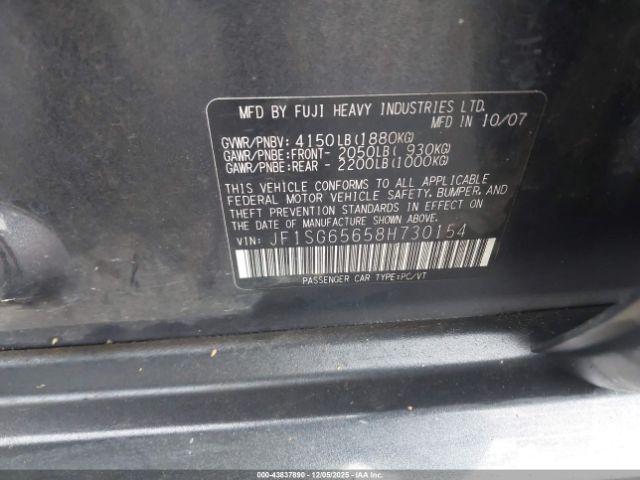 MFD BY FUJI HEAVY INDUSTRIES LTD.
MFD IN 10/07
GVWR/PNBV: 4150LB(1880KG)
GAWR/PNBE:FRONT- 2050LB( 930KG)
GAWR/PNBE:REAR - 2200LB(1000KG)
THIS VEHICLE CONFORMS TO ALL APPLICABLE
FEDERAL MOTOR VEHICLE SAFETY, BUMPER, AND
THEFT PREVENTION STANDARDS IN EFFECT ON
THE DATE OF MANUFACTURE SHOWN ABOVE.
VIN: JF1SG65658H730154
PASSENGER CAR TYPE:PC/VT
000-43837890 - 12/05/2025 - IAAI.COM